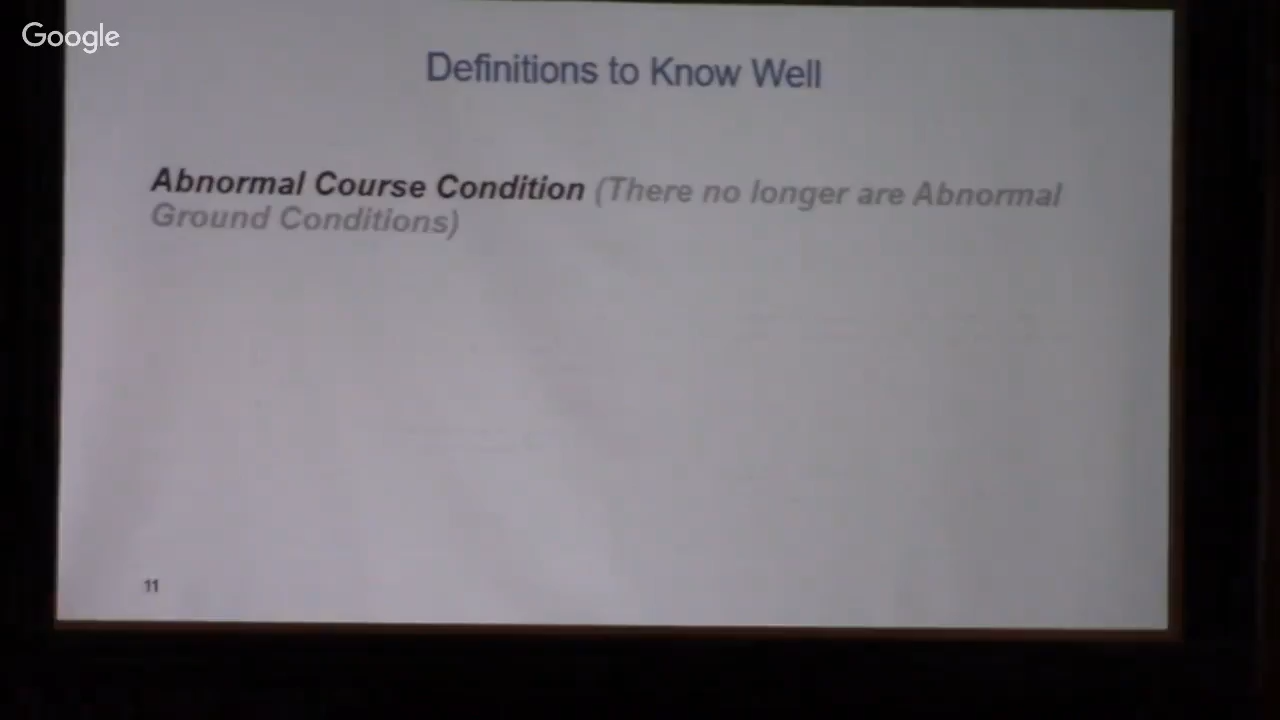 Google
Definitions to Know Well
Abnormal Course Condition (There no longer are Abnormal
Ground Conditions)
11